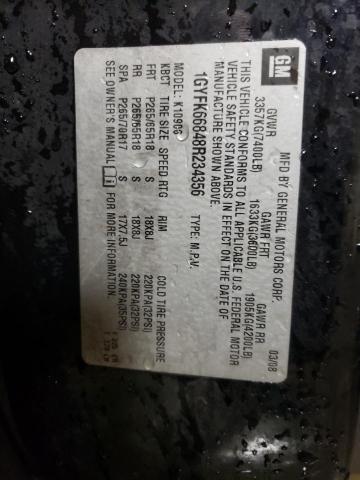 GM
MFD BY GENERAL MOTORS CORP. 03/08
GVWR GAWR FRT GAWR RR
3357KG(7400LB) 1633KG(3600LB) 1905KG(4200LB)
THIS VEHICLE CONFORMS TO ALL APPLICABLE U.S. FEDERAL MOTOR
VEHICLE SAFETY STANDARDS IN EFFECT ON THE DATE OF
MANUFACTURE SHOWN ABOVE.
1GYFK66848R234356 TYPE: M.P.V.
MODEL: K10906
KBCT TIRE SIZE SPEED RTG RIM COLD TIRE PRESSURE
FRT P265/65R18 S 18X8J 220KPA(32PSI)
RR P265/65R18 S 18X8J 220KPA(32PSI)
SPA P265/70R17 S 17X7.5J 240KPA(35PSI)
SEE OWNER'S MANUAL FOR MORE INFORMATION.